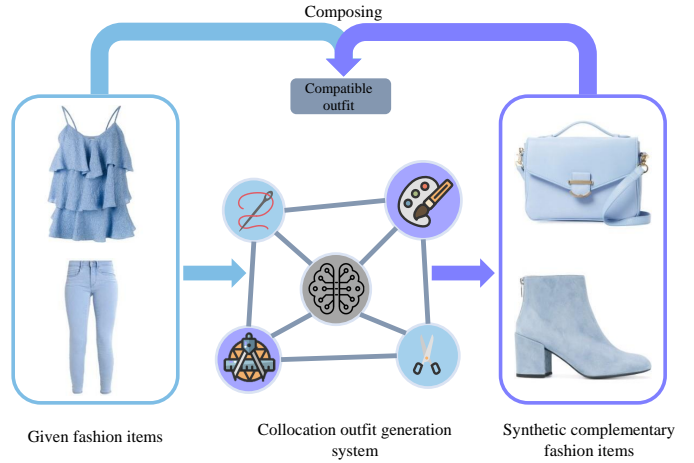 Composing
Compatible
outfit
Given fashion items
Collocation outfit generation
system
Synthetic complementary
fashion items